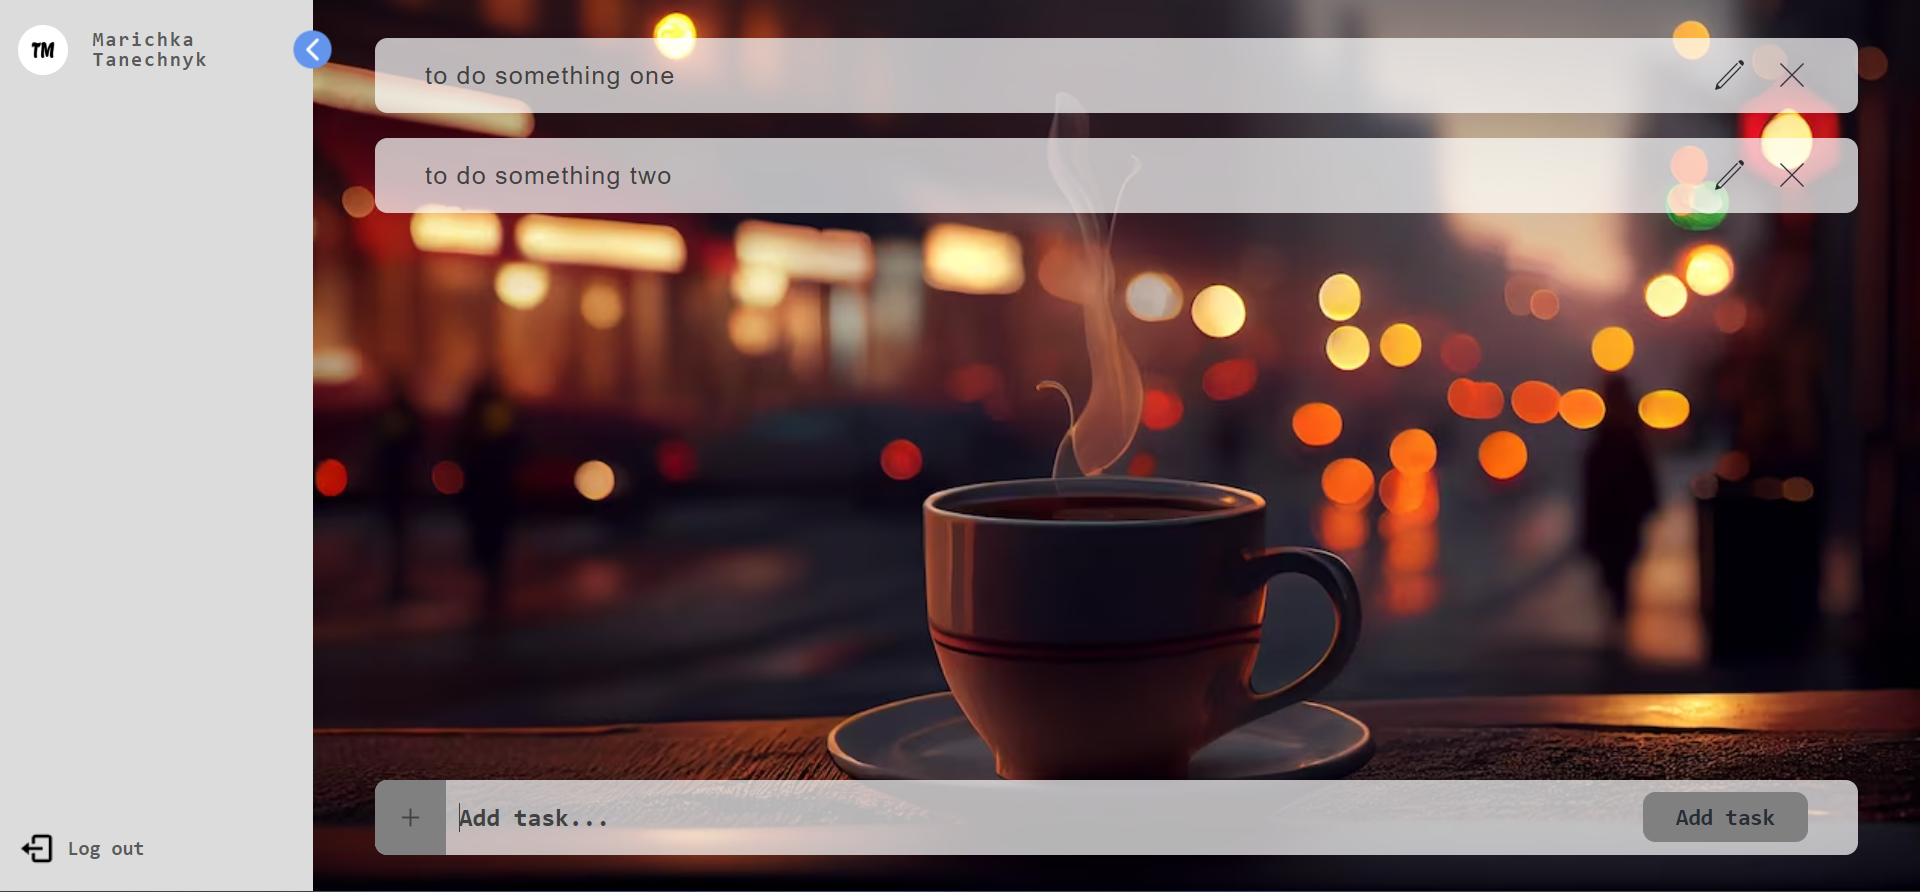 TM
Marichka
Tanechnyk
to do something one
to do something two
+
Add task...
Add task
Log out